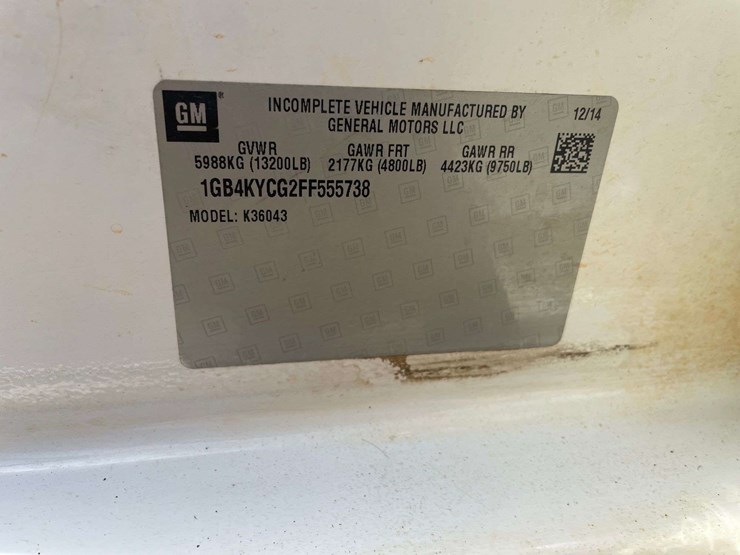 GM®
INCOMPLETE VEHICLE MANUFACTURED BY
GENERAL MOTORS LLC
12/14
GVWR GAWR FRT GAWR RR
5988KG (13200LB) 2177KG (4800LB) 4423KG (9750LB)
1GB4KYCG2FF555738
MODEL: K36043